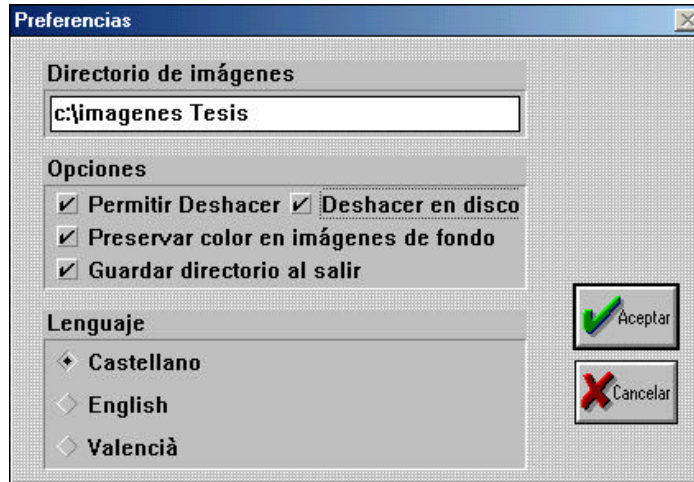 Preferencias
Directorio de imágenes
c:\imagenes Tesis
Opciones
Permitir Deshacer Deshacer en disco
Preservar color en imágenes de fondo
Guardar directorio al salir
Lenguaje
Castellano
English
Valencià
Aceptar
Cancelar